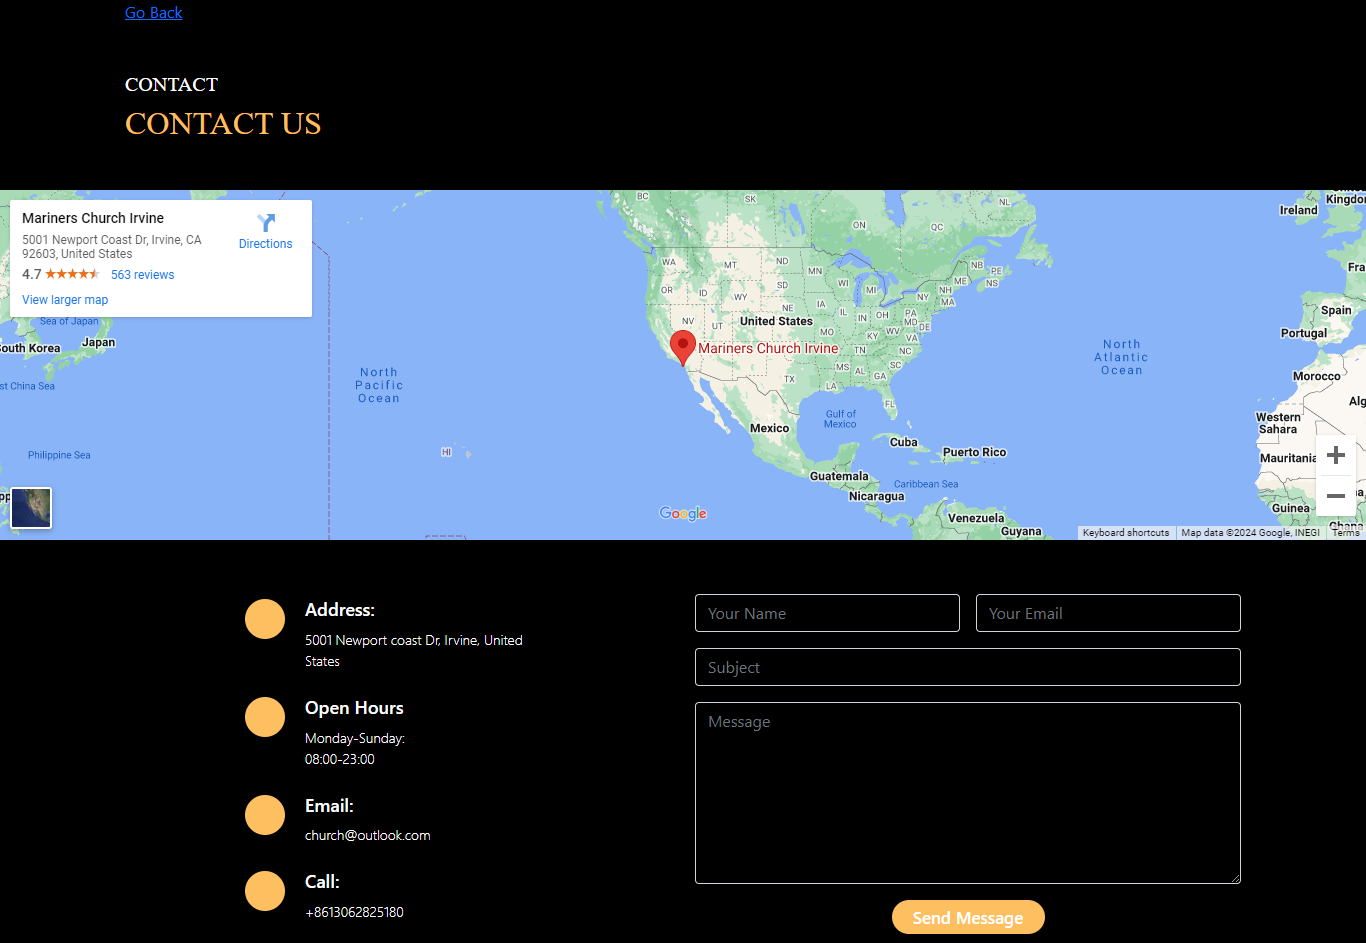 Go Back
CONTACT
CONTACT US
Mariners Church Irvine
5001 Newport Coast Dr, Irvine, CA
92603, United States
Directions
4.7
563 reviews
View larger map
Sea of Japan
South Korea
Japan
st China Sea
Philippine Sea
North
Pacific
Ocean
HI
BC
SK
ON
QC
NL
WA
MT
ND
MN
NB
PE
NS
OR
ID
WY
SD
WI
MI
NY
NH
ME
MA
NV
UT
NE
IA
IL
IN
OH
PA
MD
DE
United States
MO
KY
WV
VA
Mariners Church Irvine
TN
NC
MS
AL
SC
GA
TX
LA
FL
Gulf of
Mexico
Mexico
Cuba
Puerto Rico
Guatemala
Caribbean Sea
Nicaragua
Venezuela
Guyana
North
Atlantic
Ocean
Kingdo
Ireland
Fra
Spain
Portugal
Morocco
Alg
Western
Sahara
Mauritania
Guinea
Ghana
Google
Keyboard shortcuts
Map data ©2024 Google, INEGI
Terms
Address:
5001 Newport coast Dr, Irvine, United
States
Open Hours
Monday-Sunday:
08:00-23:00
Email:
church@outlook.com
Call:
+8613062825180
Your Name
Your Email
Subject
Message
Send Message